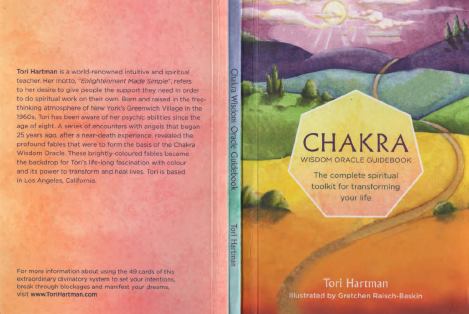 Tori Hartman is a world-renowned intuitive and spiritual
teacher. Her motto, "Enlightenment Made Simple", refers
to her desire to give people the support they need in order
to do spiritual work on their own. Born and raised in the free-
thinking atmosphere of New York's Greenwich Village in the
1960s, Tori has been aware of her psychic abilities since the
age of eight. A series of encounters with angels that began
25 years ago, after a near-death experience, revealed the
profound fables that were to form the basis of the Chakra
Wisdom Oracle. These brightly-coloured fables became
the backdrop for Tori's life-long fascination with colour
and its power to transform and heal lives. Tori is based
in Los Angeles, California.
For more information about using the 49 cards of this
extraordinary divinatory system to set your intentions,
break through blockages and manifest your dreams,
visit www.ToriHartman.com
Chakra Wisdom Oracle Guidebook Tori Hartman
CHAKRA
WISDOM ORACLE GUIDEBOOK
The complete spiritual
toolkit for transforming
your life
Tori Hartman
Illustrated by Gretchen Raisch-Baskin